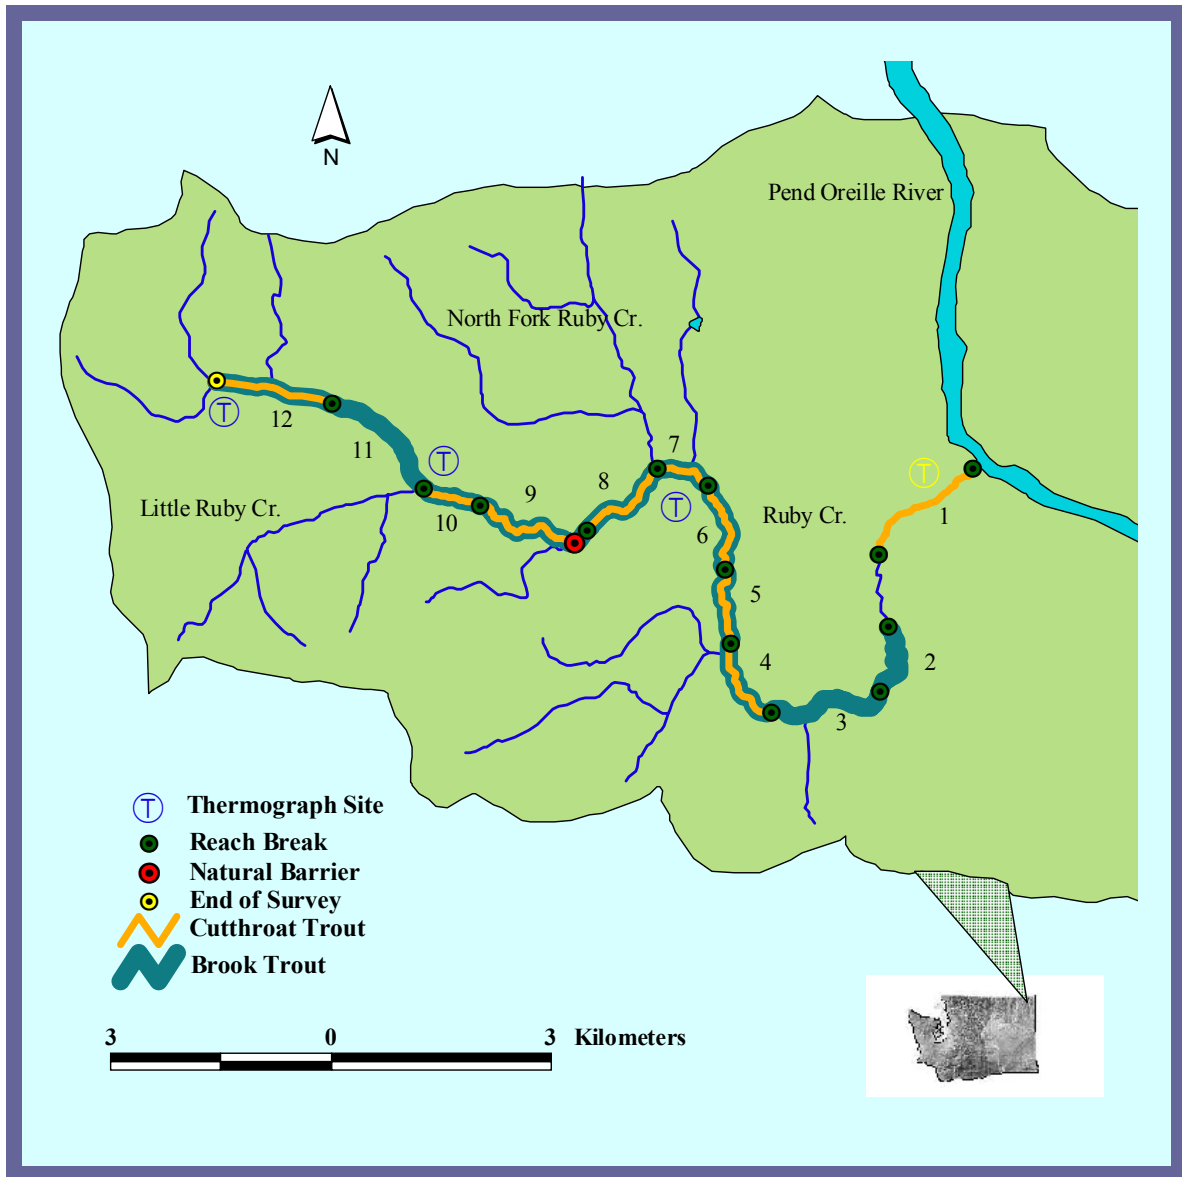 N
Pend Oreille River
North Fork Ruby Cr.
T
12
11
T
7
T
1
8
9
T
Ruby Cr.
Little Ruby Cr.
10
6
5
4
2
3
T Thermograph Site
Reach Break
Natural Barrier
End of Survey
Cutthroat Trout
Brook Trout
3 0 3 Kilometers